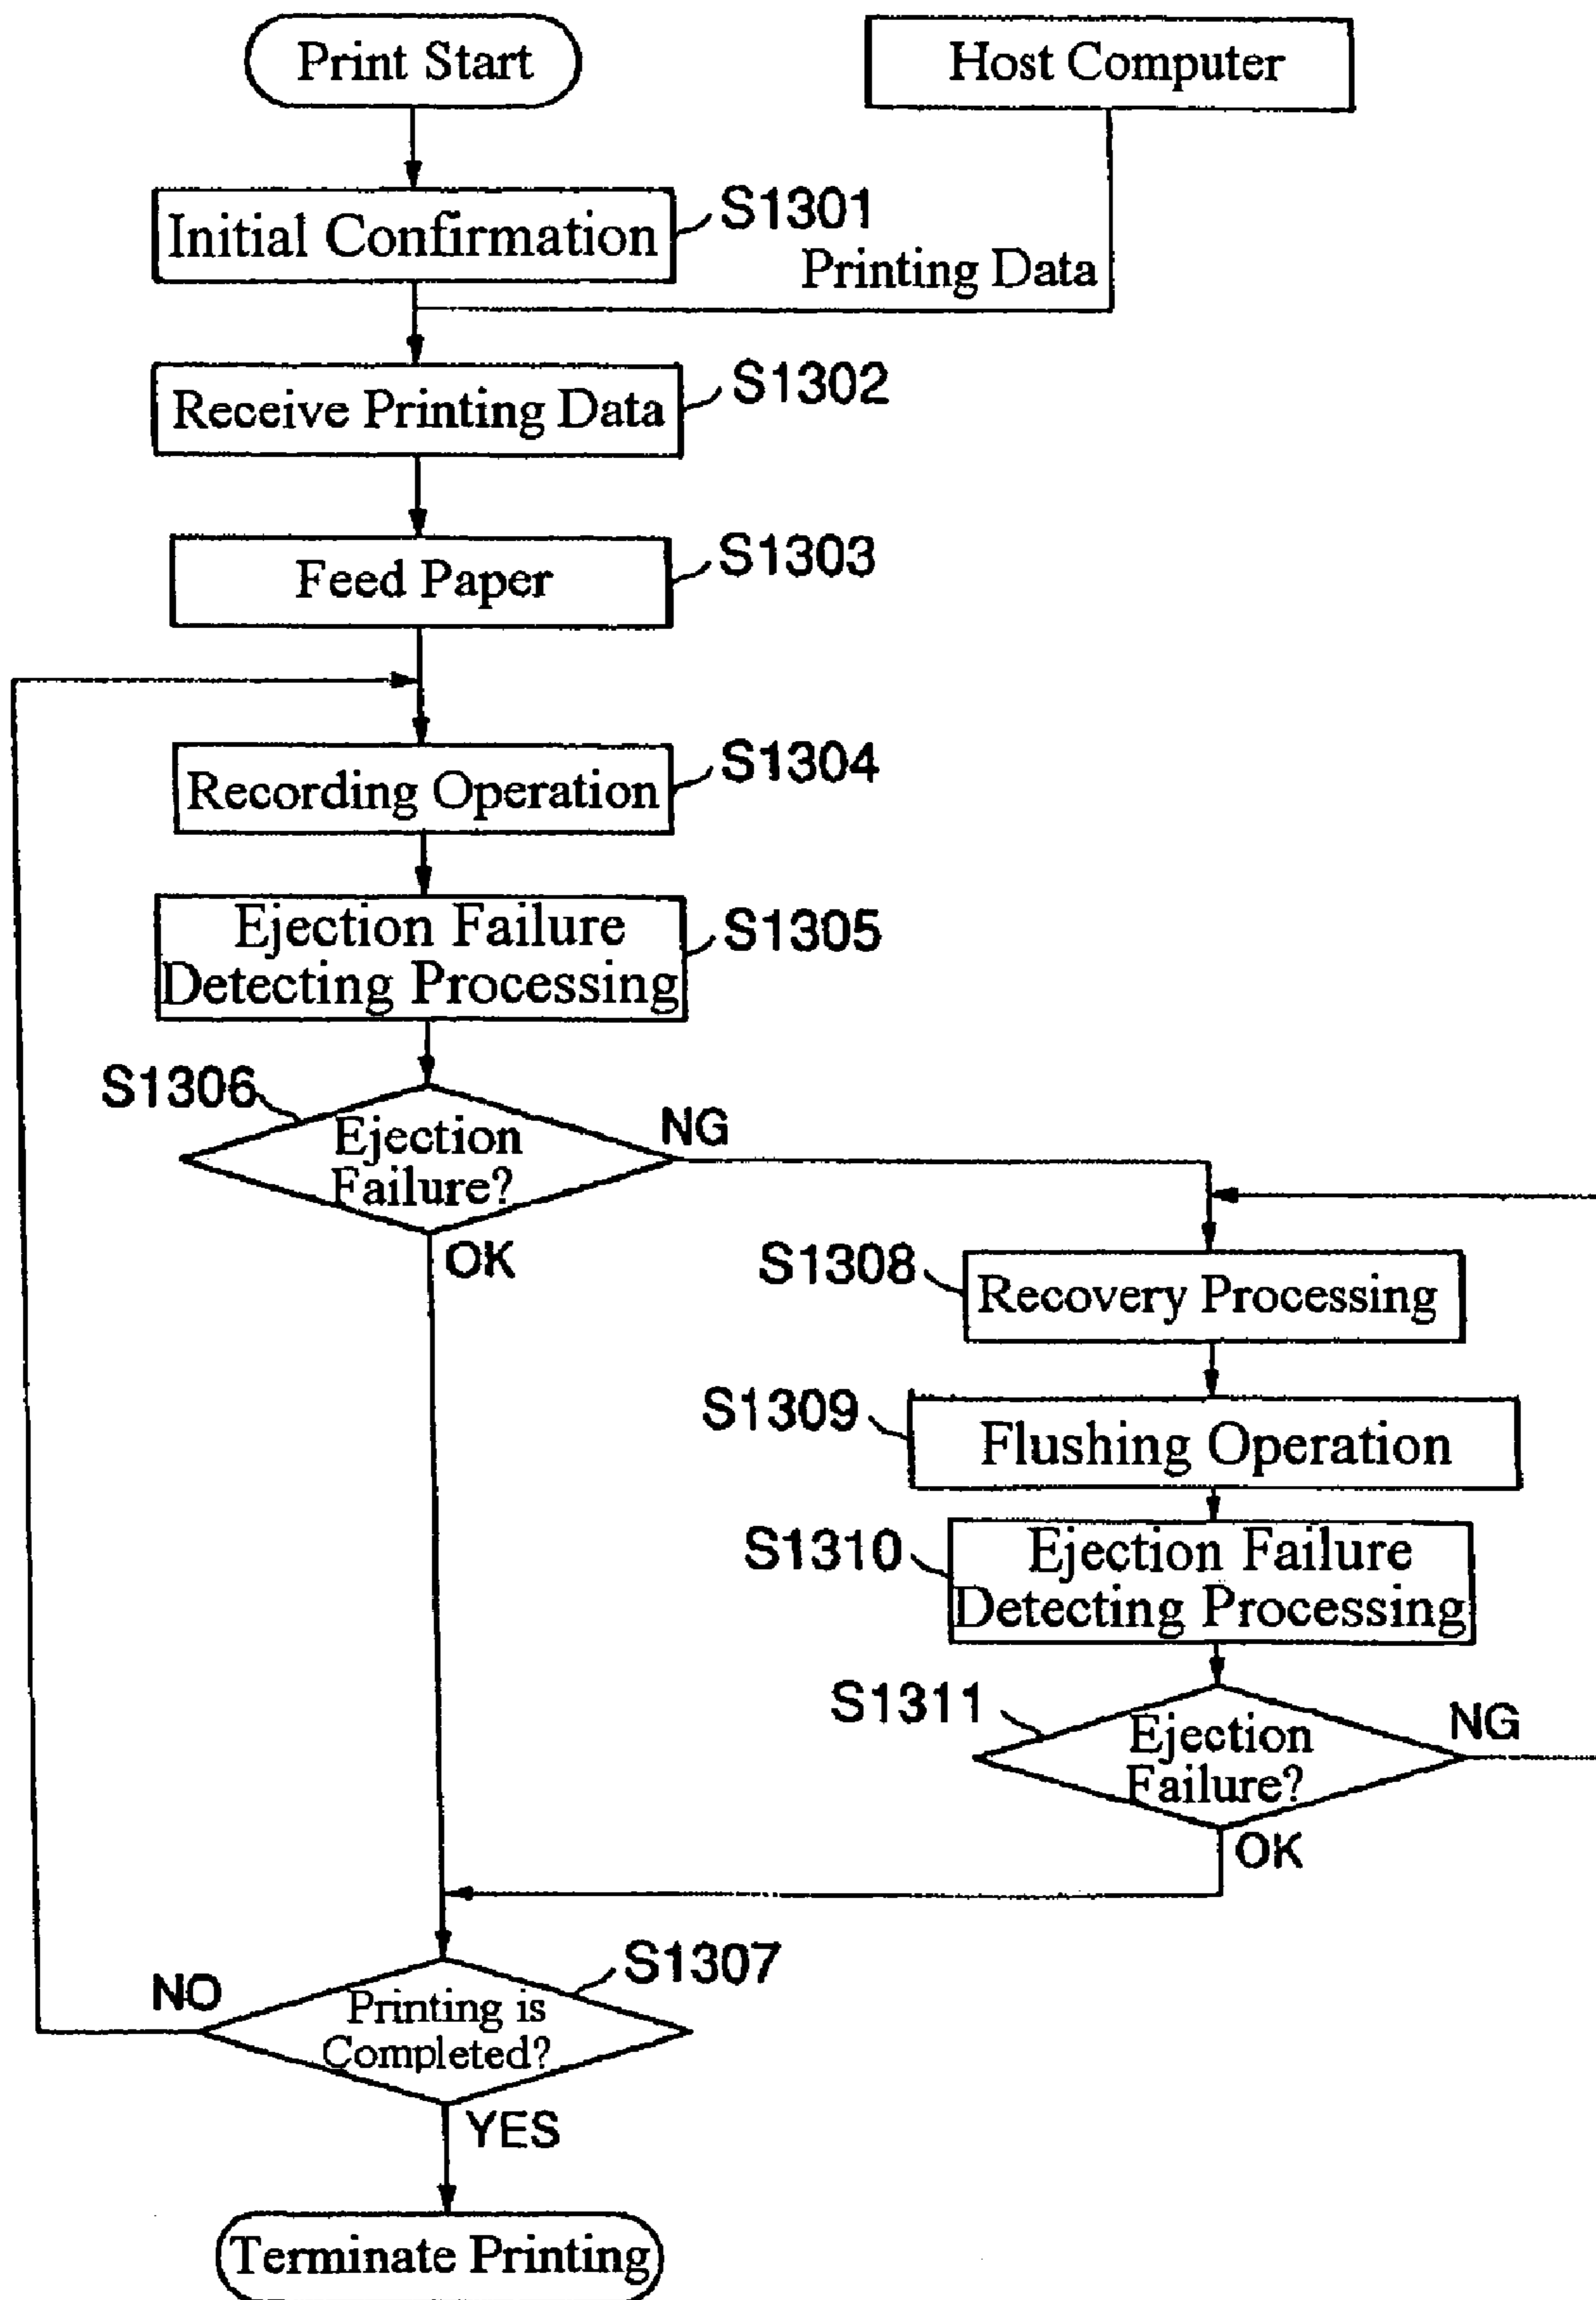 Print Start
Host Computer
Initial Confirmation
S1301
Printing Data
Receive Printing Data
S1302
Feed Paper
S1303
Recording Operation
S1304
Ejection Failure
Detecting Processing
S1305
S1306
Ejection
Failure?
NG
OK
S1308
Recovery Processing
S1309
Flushing Operation
S1310
Ejection Failure
Detecting Processing
S1311
Ejection
Failure?
NG
OK
S1307
NO
Printing is
Completed?
YES
Terminate Printing